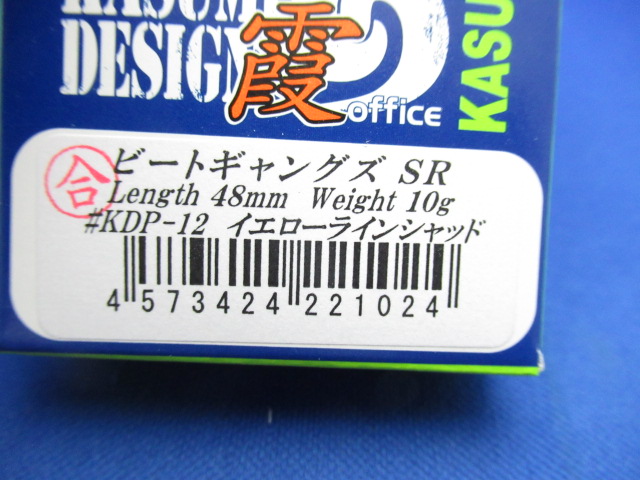 KASUMI
DESIGN
霞
office
KASU
合
ビートギャングズ SR
Length 48mm Weight 10g
#KDP-12 イエローラインシャッド
4 573424 221024